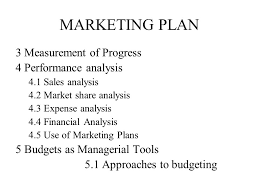 MARKETING PLAN
3 Measurement of Progress
4 Performance analysis
4.1 Sales analysis
4.2 Market share analysis
4.3 Expense analysis
4.4 Financial Analysis
4.5 Use of Marketing Plans
5 Budgets as Managerial Tools
5.1 Approaches to budgeting